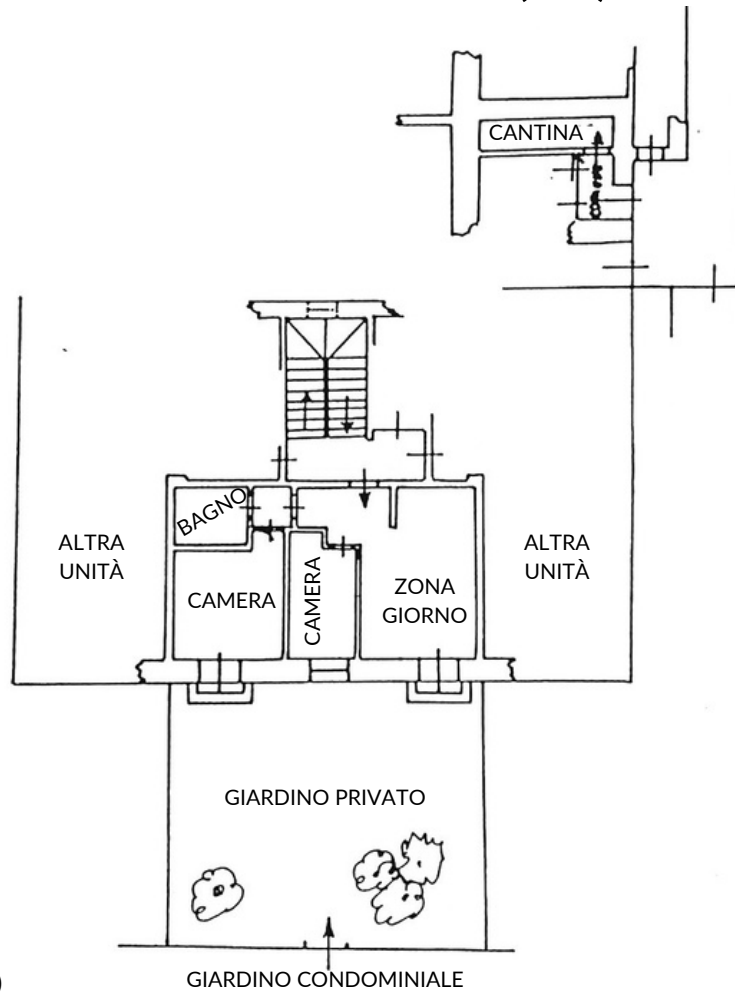 CANTINA
BAGNO
ALTRA
UNITÀ
CAMERA
CAMERA
ZONA
GIORNO
ALTRA
UNITÀ
GIARDINO PRIVATO
GIARDINO CONDOMINIALE